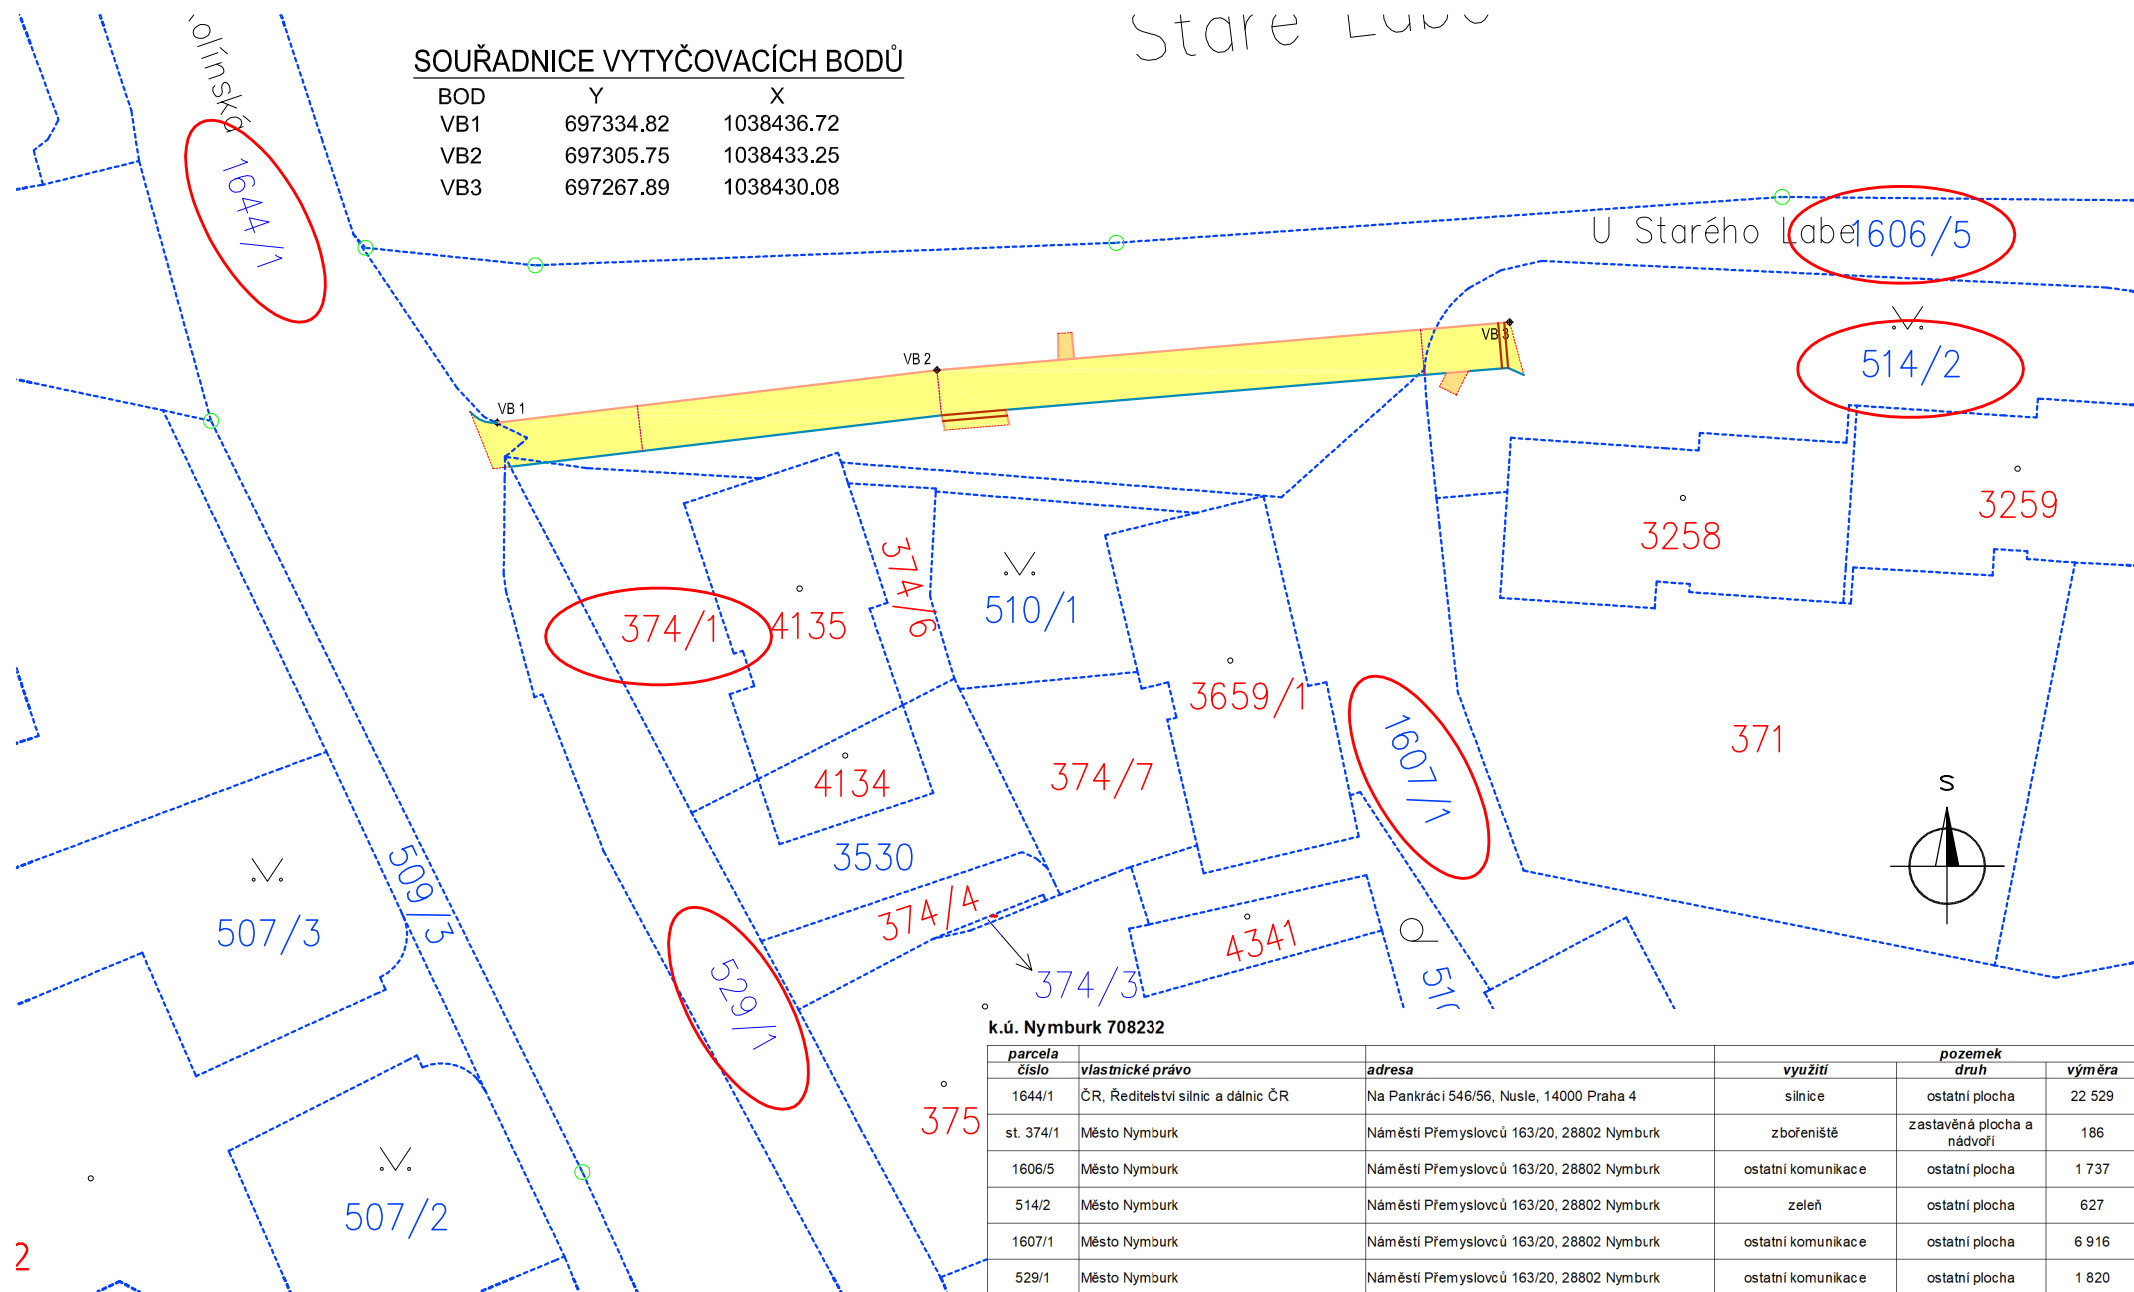 Staré Labe
olínská
SOUŘADNICE VYTYČOVACÍCH BODŮ
BOD Y X
VB1 697334.82 1038436.72
VB2 697305.75 1038433.25
VB3 697267.89 1038430.08
1644/1
U Starého Labe
1606/5
514/2
VB 3
VB 2
VB 1
3259
3258
374/6
510/1
374/1
4135
3659/1
1607/1
371
374/7
4134
S
3530
509/3
507/3
374/4
4341
374/3
529/1
375
507/2
2
k.ú. Nymburk 708232
parcela pozemek
číslo vlastnické právo adresa využití druh výměra
1644/1 ČR, Ředitelství silnic a dálnic ČR Na Pankráci 546/56, Nusle, 14000 Praha 4 silnice ostatní plocha 22 529
st. 374/1 Město Nymburk Náměstí Přemyslovců 163/20, 28802 Nymburk zbořeniště zastavěná plocha a nádvoří 186
1606/5 Město Nymburk Náměstí Přemyslovců 163/20, 28802 Nymburk ostatní komunikace ostatní plocha 1 737
514/2 Město Nymburk Náměstí Přemyslovců 163/20, 28802 Nymburk zeleň ostatní plocha 627
1607/1 Město Nymburk Náměstí Přemyslovců 163/20, 28802 Nymburk ostatní komunikace ostatní plocha 6 916
529/1 Město Nymburk Náměstí Přemyslovců 163/20, 28802 Nymburk ostatní komunikace ostatní plocha 1 820